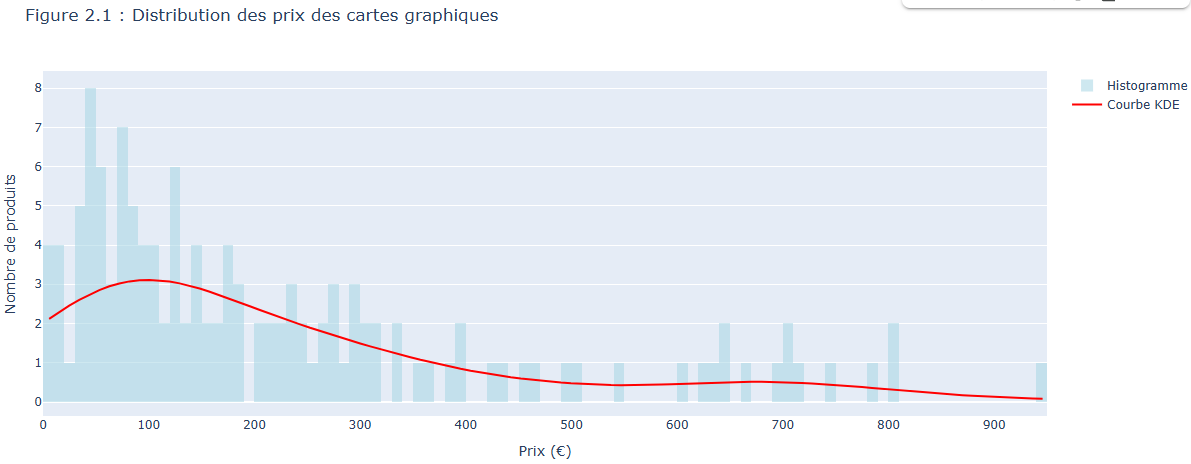 Figure 2.1 : Distribution des prix des cartes graphiques
Histogramme
Courbe KDE
Nombre de produits
8
7
6
5
4
3
2
1
0
0 100 200 300 400 500 600 700 800 900
Prix (€)